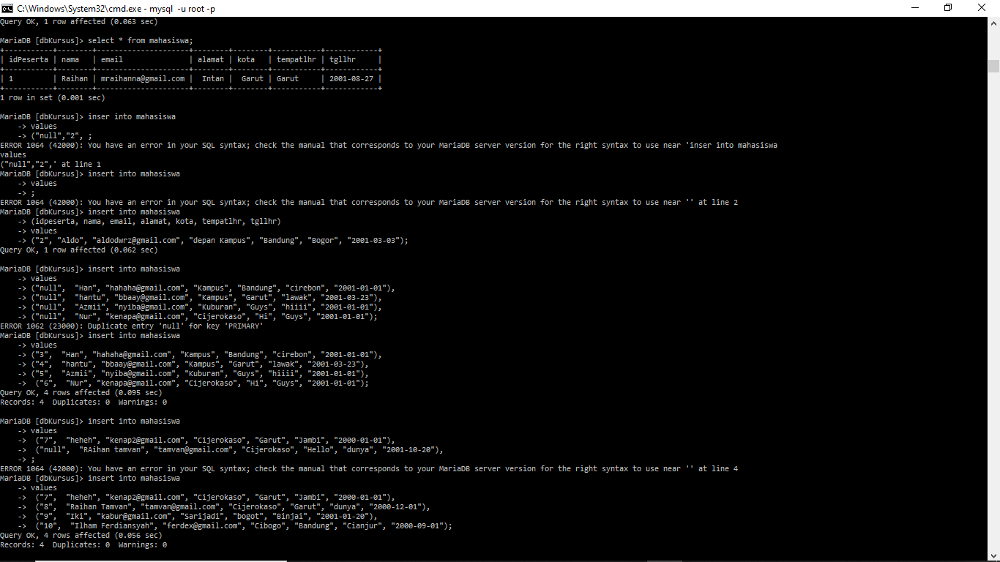 C:\Windows\System32\cmd.exe - mysql  -u root -p
Query OK, 1 row affected (0.063 sec)
MariaDB [dbKursus]> select * from mahasiswa;
+-----------+--------+---------------------+--------+--------+-----------+------------+
| idPeserta | nama   | email               | alamat | kota   | tempatlhr | tgllhr     |
+-----------+--------+---------------------+--------+--------+-----------+------------+
| 1         | Raihan | mraihanna@gmail.com |  Intan |  Garut | Garut     | 2001-08-27 |
+-----------+--------+---------------------+--------+--------+-----------+------------+
1 row in set (0.001 sec)
MariaDB [dbKursus]> inser into mahasiswa
    -> values
    -> ("null","2", ;
ERROR 1064 (42000): You have an error in your SQL syntax; check the manual that corresponds to your MariaDB server version for the right syntax to use near 'inser into mahasiswa
values
("null","2",' at line 1
MariaDB [dbKursus]> insert into mahasiswa
    -> values
    -> ;
ERROR 1064 (42000): You have an error in your SQL syntax; check the manual that corresponds to your MariaDB server version for the right syntax to use near '' at line 2
MariaDB [dbKursus]> insert into mahasiswa
    -> (idpeserta, nama, email, alamat, kota, tempatlhr, tgllhr)
    -> values
    -> ("2", "Aldo", "aldodwrz@gmail.com", "depan Kampus", "Bandung", "Bogor", "2001-03-03");
Query OK, 1 row affected (0.062 sec)
MariaDB [dbKursus]> insert into mahasiswa
    -> values
    -> ("null",  "Han", "hahaha@gmail.com", "Kampus", "Bandung", "cirebon", "2001-01-01"),
    -> ("null",  "hantu", "bbaay@gmail.com", "Kampus", "Garut", "lawak", "2001-03-23"),
    -> ("null",  "Azmii", "nyiba@gmail.com", "Kuburan", "Guys", "hiiii", "2001-01-01"),
    -> ("null",  "Nur", "kenapa@gmail.com", "Cijerokaso", "Hi", "Guys", "2001-01-01");
ERROR 1062 (23000): Duplicate entry 'null' for key 'PRIMARY'
MariaDB [dbKursus]> insert into mahasiswa
    -> values
    -> ("3",  "Han", "hahaha@gmail.com", "Kampus", "Bandung", "cirebon", "2001-01-01"),
    -> ("4",  "hantu", "bbaay@gmail.com", "Kampus", "Garut", "lawak", "2001-03-23"),
    -> ("5",  "Azmii", "nyiba@gmail.com", "Kuburan", "Guys", "hiiii", "2001-01-01"),
    ->  ("6",  "Nur", "kenapa@gmail.com", "Cijerokaso", "Hi", "Guys", "2001-01-01");
Query OK, 4 rows affected (0.095 sec)
Records: 4  Duplicates: 0  Warnings: 0
MariaDB [dbKursus]> insert into mahasiswa
    -> values
    ->  ("7",  "heheh", "kenap2@gmail.com", "Cijerokaso", "Garut", "Jambi", "2000-01-01"),
    ->  ("null",  "RAihan tamvan", "tamvan@gmail.com", "Cijerokaso", "Hello", "dunya", "2001-10-20"),
    -> ;
ERROR 1064 (42000): You have an error in your SQL syntax; check the manual that corresponds to your MariaDB server version for the right syntax to use near '' at line 4
MariaDB [dbKursus]> insert into mahasiswa
    -> values
    ->  ("7",  "heheh", "kenap2@gmail.com", "Cijerokaso", "Garut", "Jambi", "2000-01-01"),
    ->  ("8",  "Raihan Tamvan", "tamvan@gmail.com", "Cijerokaso", "Garut", "dunya", "2000-12-01"),
    ->  ("9",  "Iki", "kabur@gmail.com", "Sarijadi", "bogot", "Binjai", "2001-01-20"),
    ->  ("10",  "Ilham Ferdiansyah", "ferdex@gmail.com", "Cibogo", "Bandung", "Cianjur", "2000-09-01");
Query OK, 4 rows affected (0.056 sec)
Records: 4  Duplicates: 0  Warnings: 0